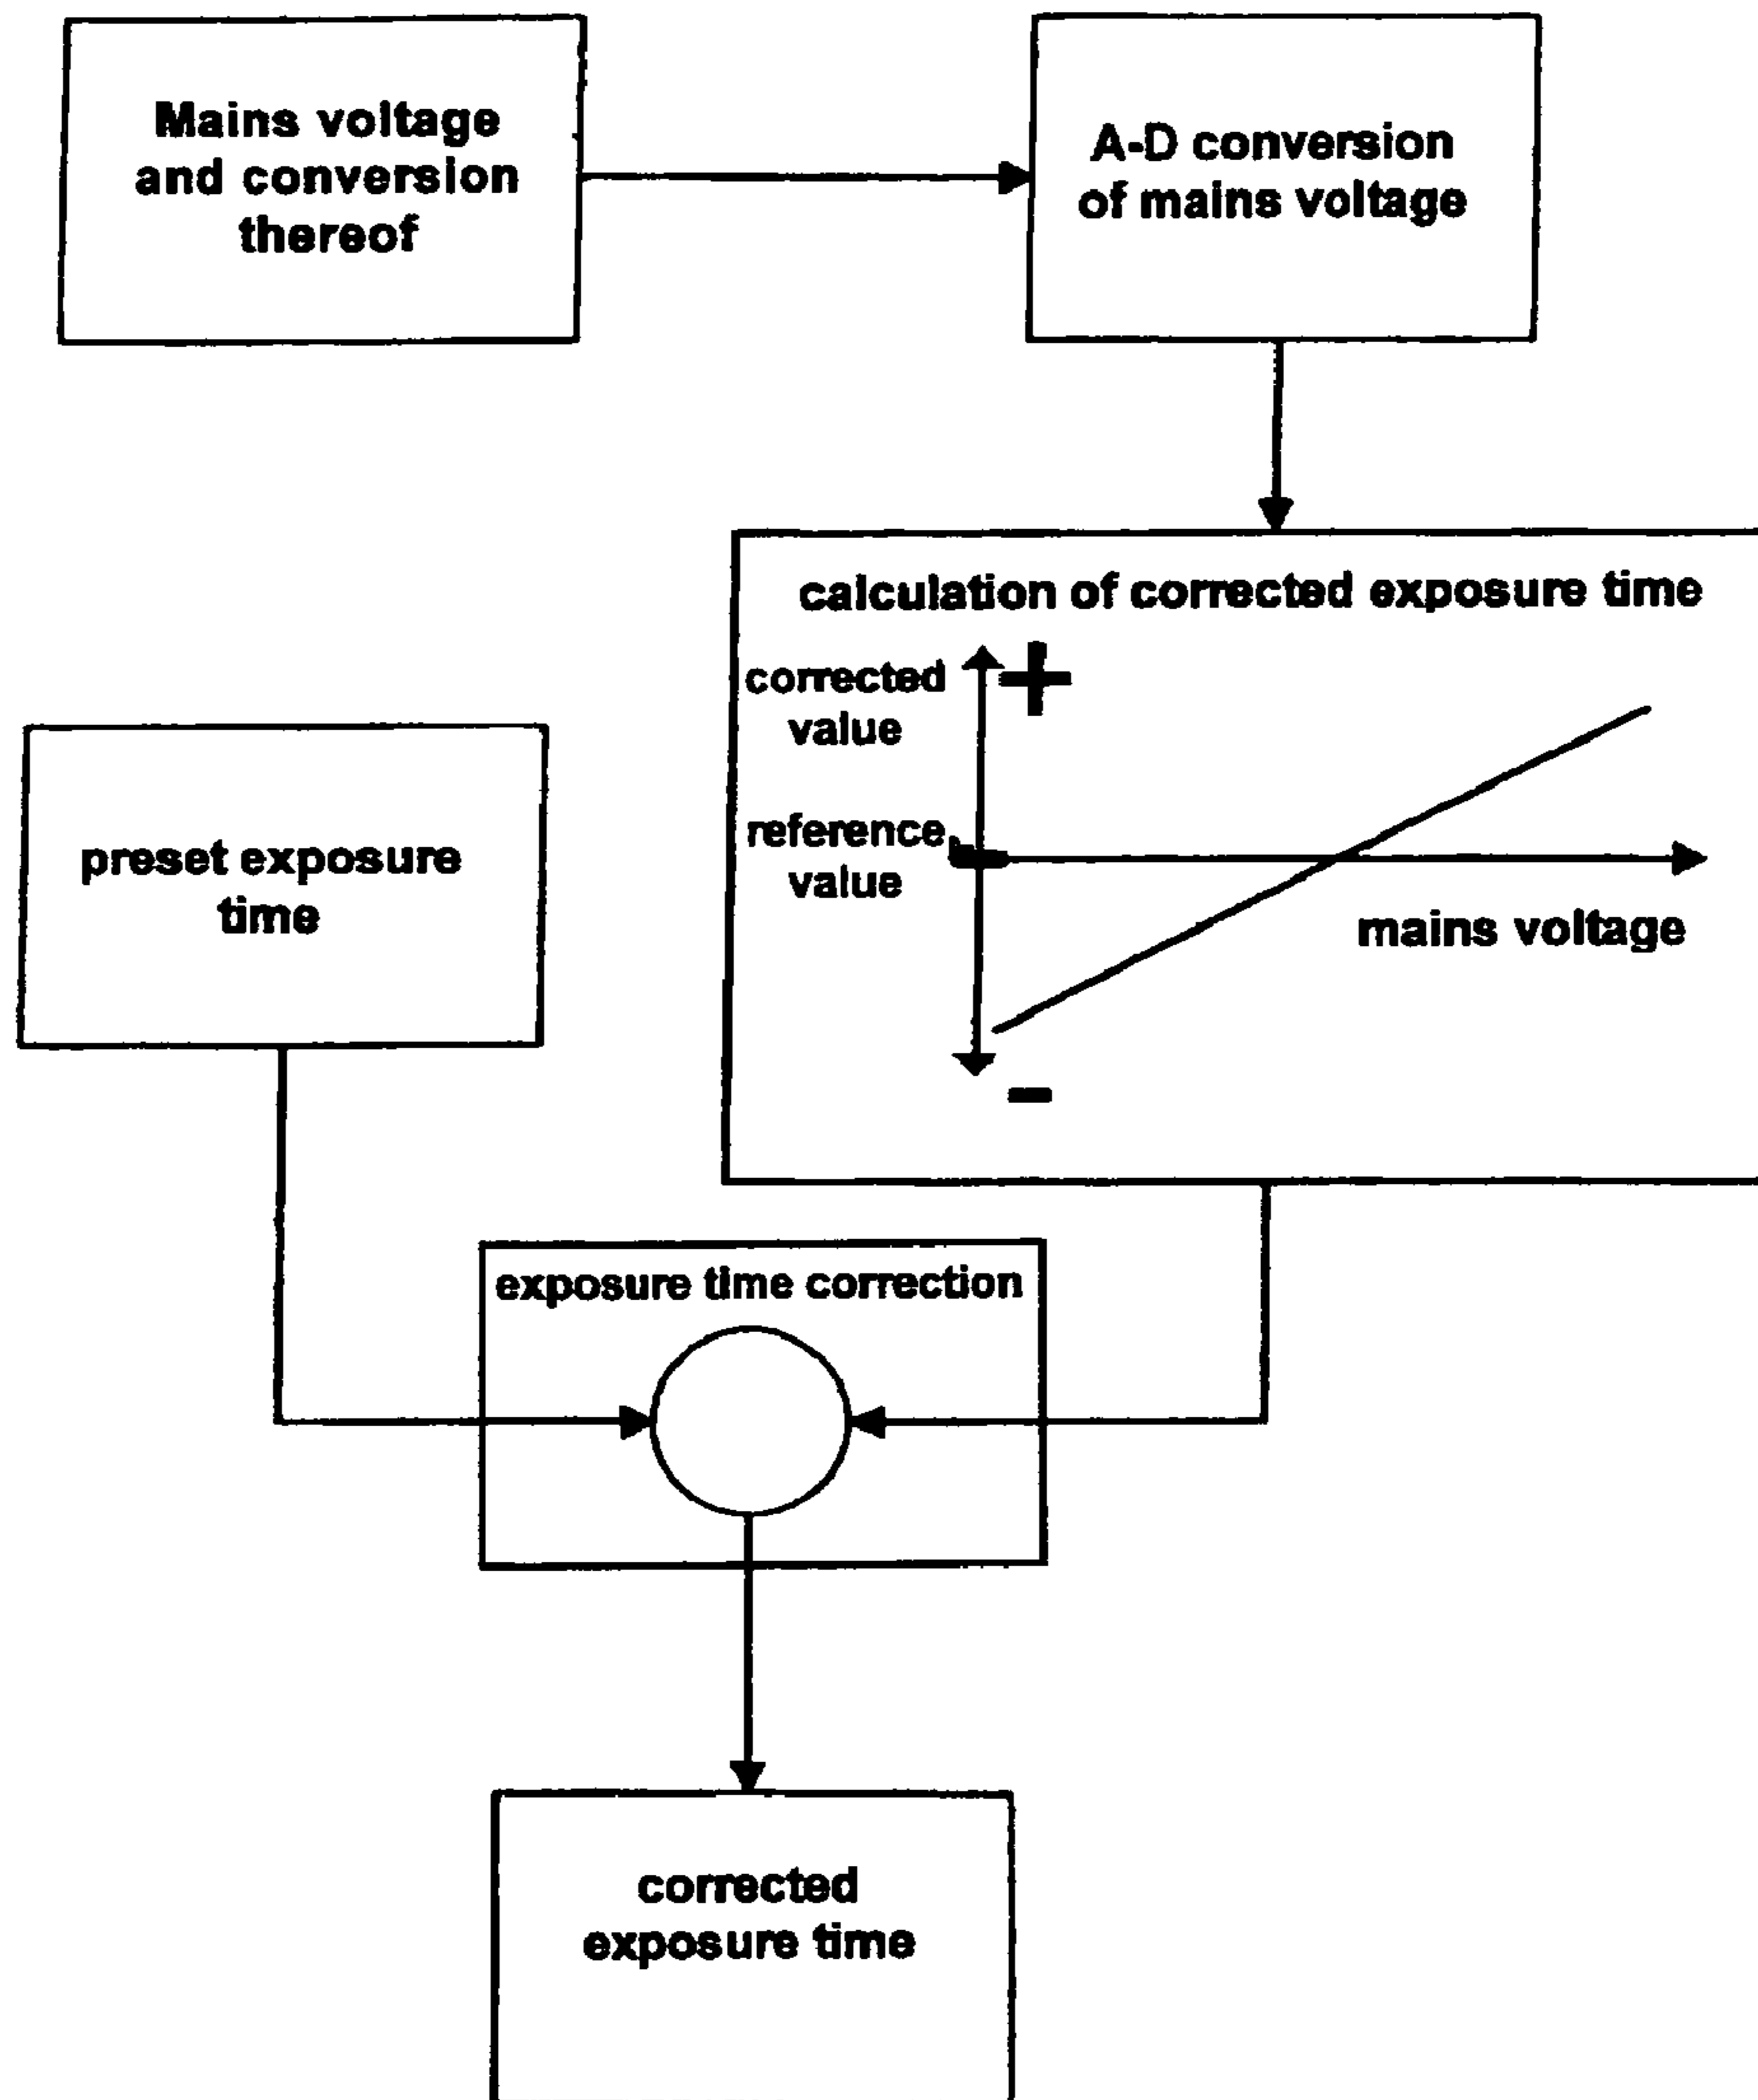 Mains voltage
and conversion
thereof
A-D conversion
of mains voltage
calculation of corrected exposure time
corrected
value
+
reference
value
mains voltage
-
preset exposure
time
exposure time correction
corrected
exposure time